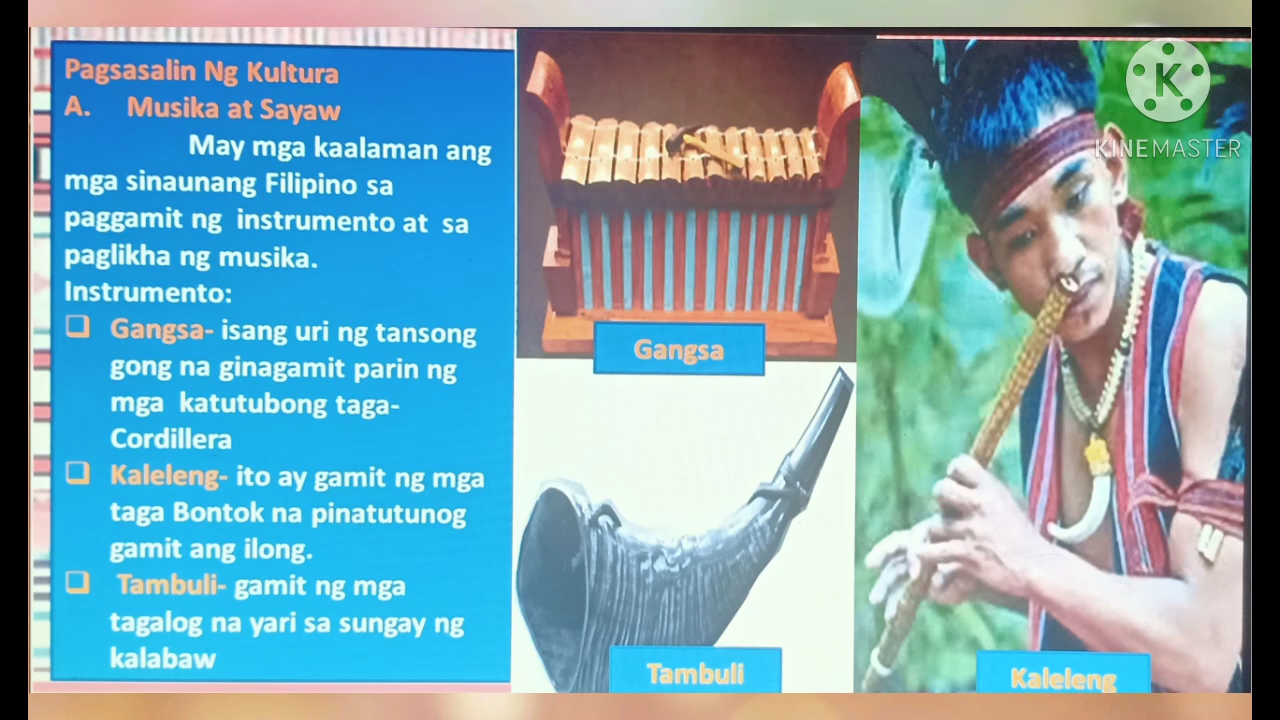 Pagsasalin Ng Kultura
A. Musika at Sayaw
May mga kaalaman ang
mga sinaunang Filipino sa
paggamit ng instrumento at sa
paglikha ng musika.
Instrumento:
Gangsa- isang uri ng tansong
gong na ginagamit parin ng
mga katutubong taga-
Cordillera
Kaleleng- ito ay gamit ng mga
taga Bontok na pinatutunog
gamit ang ilong.
Tambuli- gamit ng mga
tagalog na yari sa sungay ng
kalabaw
Gangsa
Tambuli
Kaleleng
K
KINEMASTER